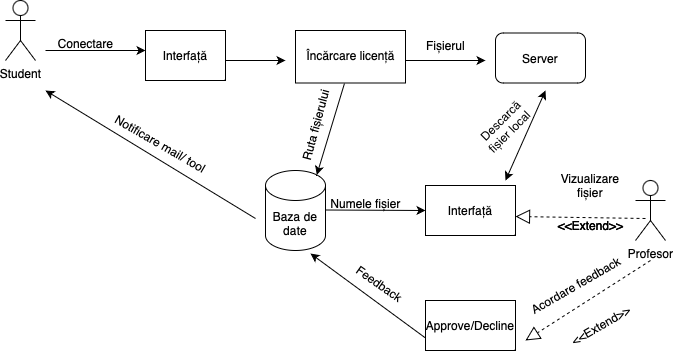 Conectare
Student
Interfață
Încărcare licență
Fișierul
Server
Ruta fișierului
Descarcă
fișier local
Notificare mail/ tool
Baza de
date
Numele fișier
Interfață
Vizualizare
fișier
<<Extend>>
Profesor
Feedback
Acordare feedback
Approve/Decline
<<Extend>>